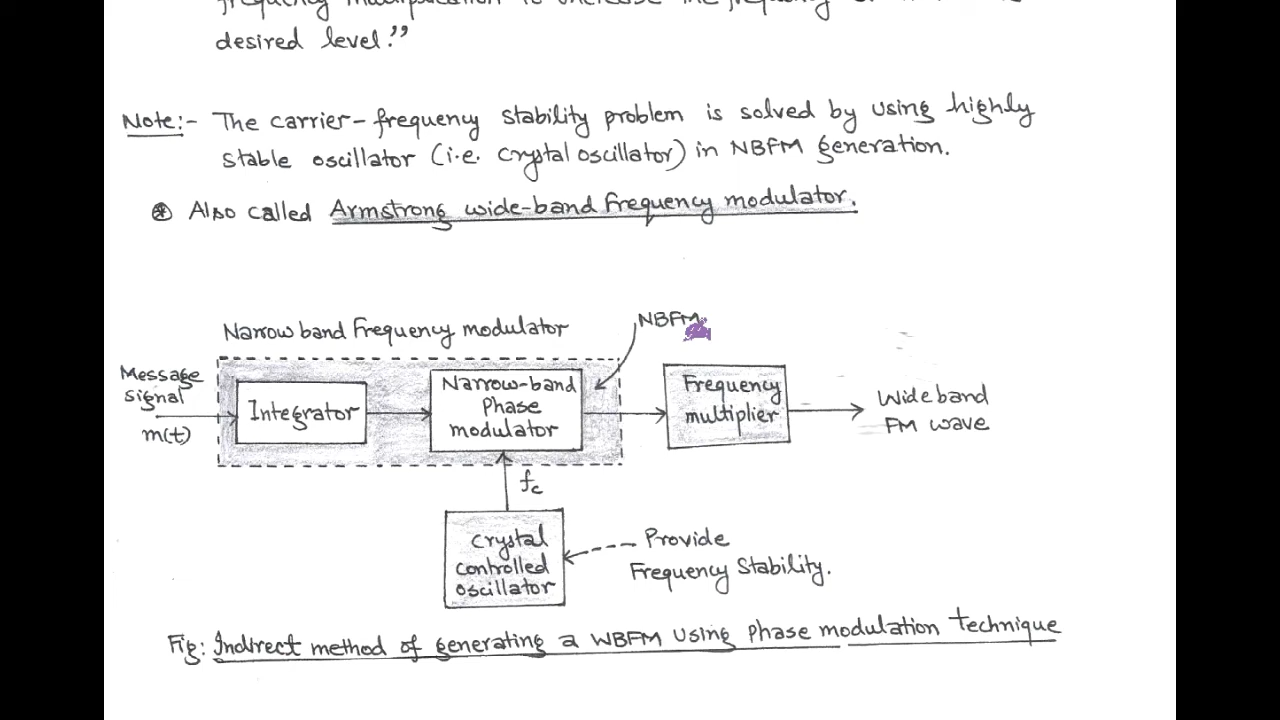 desired level."
Note:- The carrier-frequency stability problem is solved by using highly
stable oscillator (i.e. crystal oscillator) in NBFM generation.
Also called Armstrong wide-band frequency modulator.
Narrow band frequency modulator
NBFM
Message
signal
m(t)
Integrator
Narrow-band
Phase
modulator
Frequency
multiplier
Wide band
FM wave
fc
Crystal
controlled
oscillator
Provide
Frequency Stability.
Fig: Indirect method of generating a WBFM using phase modulation technique